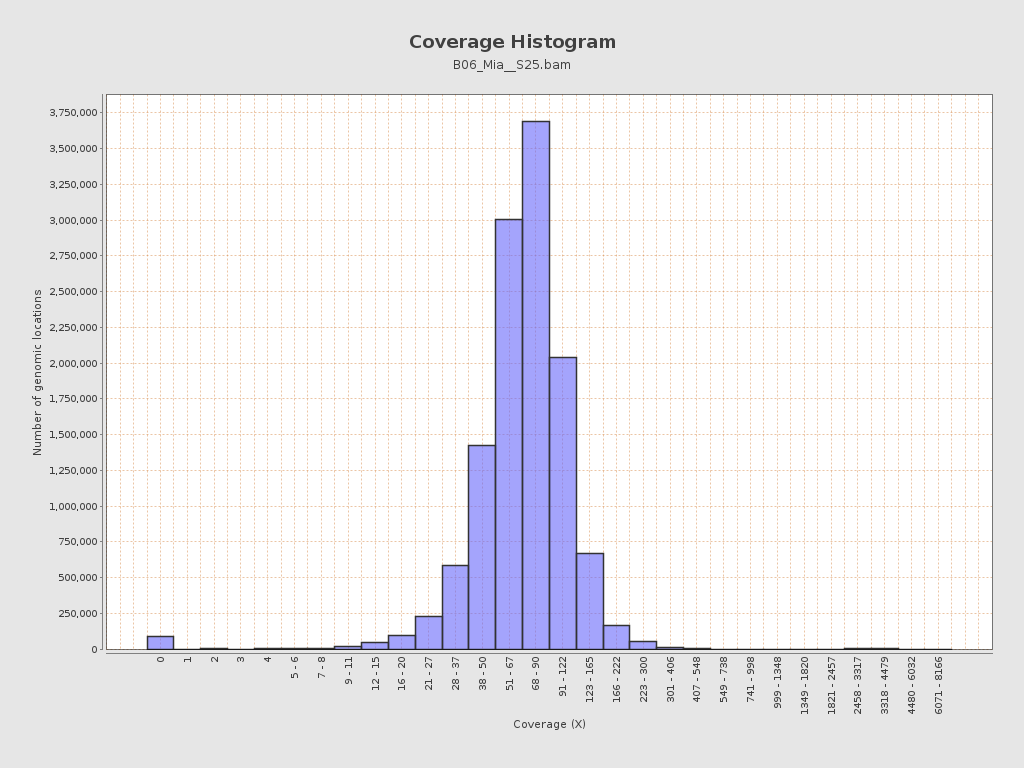 Coverage Histogram
B06_Mia__S25.bam
Number of genomic locations
3,750,000
3,500,000
3,250,000
3,000,000
2,750,000
2,500,000
2,250,000
2,000,000
1,750,000
1,500,000
1,250,000
1,000,000
750,000
500,000
250,000
0
0
1
2
3
4
5 - 6
7 - 8
9 - 11
12 - 15
16 - 20
21 - 27
28 - 37
38 - 50
51 - 67
68 - 90
91 - 122
123 - 165
166 - 222
223 - 300
301 - 406
407 - 548
549 - 738
741 - 998
999 - 1348
1349 - 1820
1821 - 2457
2458 - 3317
3318 - 4479
4480 - 6032
6071 - 8166
Coverage (X)